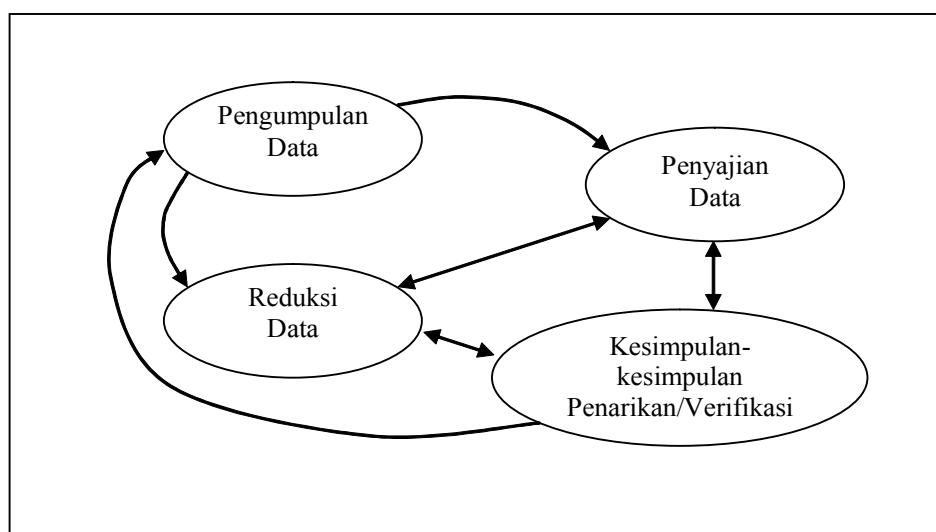 Pengumpulan
Data
Penyajian
Data
Reduksi
Data
Kesimpulan-
kesimpulan
Penarikan/Verifikasi